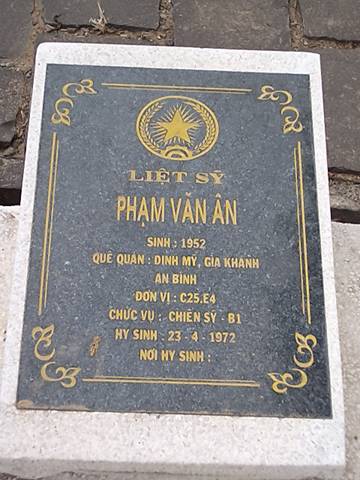 LIỆT SỸ
PHẠM VĂN ÂN
SINH : 1952
QUÊ QUÁN : DINH MỸ, GIA KHÁNH
AN BÌNH
ĐƠN VỊ : C25.E4
CHỨC VỤ : CHIẾN SỸ - B1
HY SINH : 23 - 4 - 1972
NƠI HY SINH :